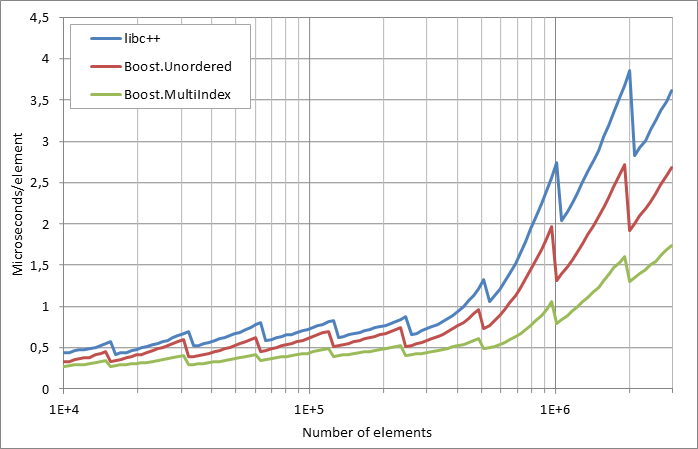 4,5
4
3,5
3
2,5
2
1,5
1
0,5
0
Microseconds/element
libc++
Boost.Unordered
Boost.MultiIndex
1E+4
1E+5
1E+6
Number of elements